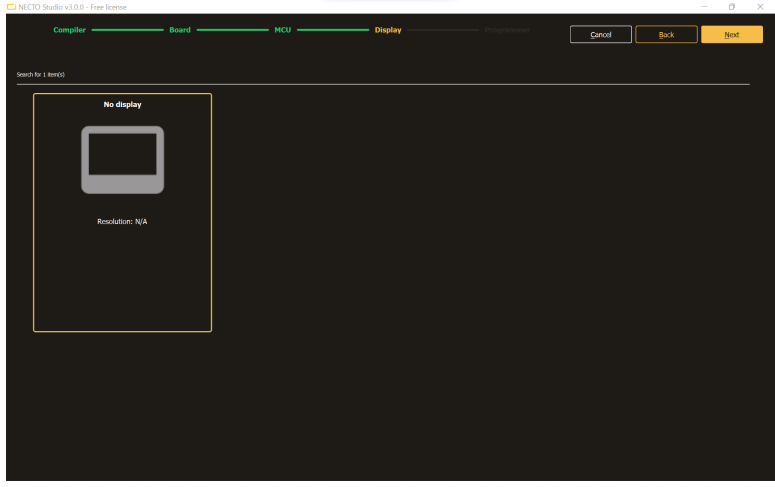 NECTO Studio v3.0.0 - Free license
Compiler Board MCU Display Programmer Cancel Back Next
Search for 1 item(s)
No display
Resolution: N/A